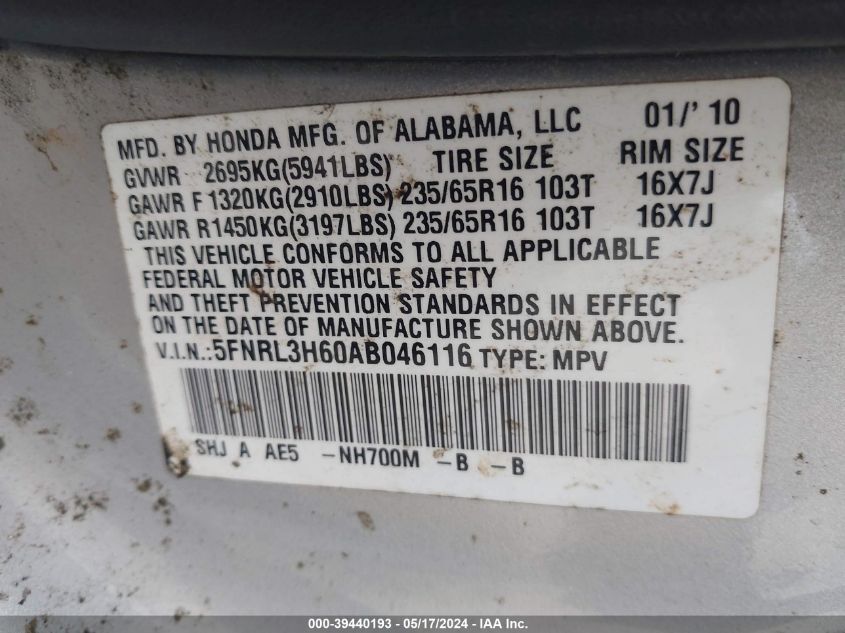 MFD. BY HONDA MFG. OF ALABAMA, LLC 01/' 10
GVWR 2695KG(5941LBS) TIRE SIZE RIM SIZE
GAWR F 1320KG(2910LBS) 235/65R16 103T 16X7J
GAWR R1450KG(3197LBS) 235/65R16 103T 16X7J
THIS VEHICLE CONFORMS TO ALL APPLICABLE
FEDERAL MOTOR VEHICLE SAFETY
AND THEFT PREVENTION STANDARDS IN EFFECT
ON THE DATE OF MANUFACTURE SHOWN ABOVE.
V.I.N.:5FNRL3H60AB046116 TYPE: MPV
SHJ A AE5 -NH700M -B -B
000-39440193 - 05/17/2024 - IAA Inc.